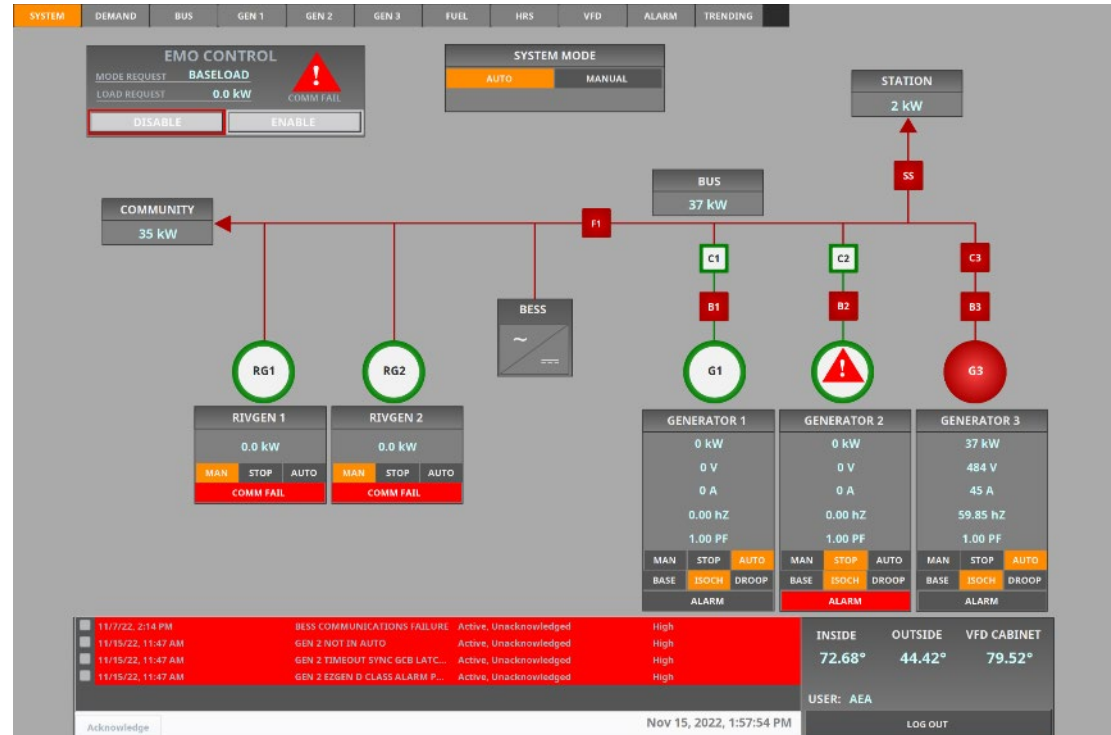 SYSTEM DEMAND BUS GEN 1 GEN 2 GEN 3 FUEL HRS VFD ALARM TRENDING
EMO CONTROL
MODE REQUEST BASELOAD
LOAD REQUEST 0.0 kW
COMM FAIL
DISABLE ENABLE
SYSTEM MODE
AUTO MANUAL
STATION
2 kW
SS
BUS
37 kW
COMMUNITY
35 kW
F1
C1 C2 C3
B1 B2 B3
BESS
RG1 RG2 G1 G3
RIVGEN 1
0.0 kW
MAN STOP AUTO
COMM FAIL
RIVGEN 2
0.0 kW
MAN STOP AUTO
COMM FAIL
GENERATOR 1
0 kW
0 V
0 A
0.00 hZ
1.00 PF
MAN STOP AUTO
BASE ISOCH DROOP
ALARM
GENERATOR 2
0 kW
0 V
0 A
0.00 hZ
1.00 PF
MAN STOP AUTO
BASE ISOCH DROOP
ALARM
GENERATOR 3
37 kW
484 V
45 A
59.85 hZ
1.00 PF
MAN STOP AUTO
BASE ISOCH DROOP
ALARM
11/7/22, 2:14 PM BESS COMMUNICATIONS FAILURE Active, Unacknowledged High
11/15/22, 11:47 AM GEN 2 NOT IN AUTO Active, Unacknowledged High
11/15/22, 11:47 AM GEN 2 TIMEOUT SYNC GCB LATC... Active, Unacknowledged High
11/15/22, 11:47 AM GEN 2 EZGEN D CLASS ALARM P... Active, Unacknowledged High
Acknowledge
Nov 15, 2022, 1:57:54 PM
INSIDE OUTSIDE VFD CABINET
72.68° 44.42° 79.52°
USER: AEA
LOG OUT